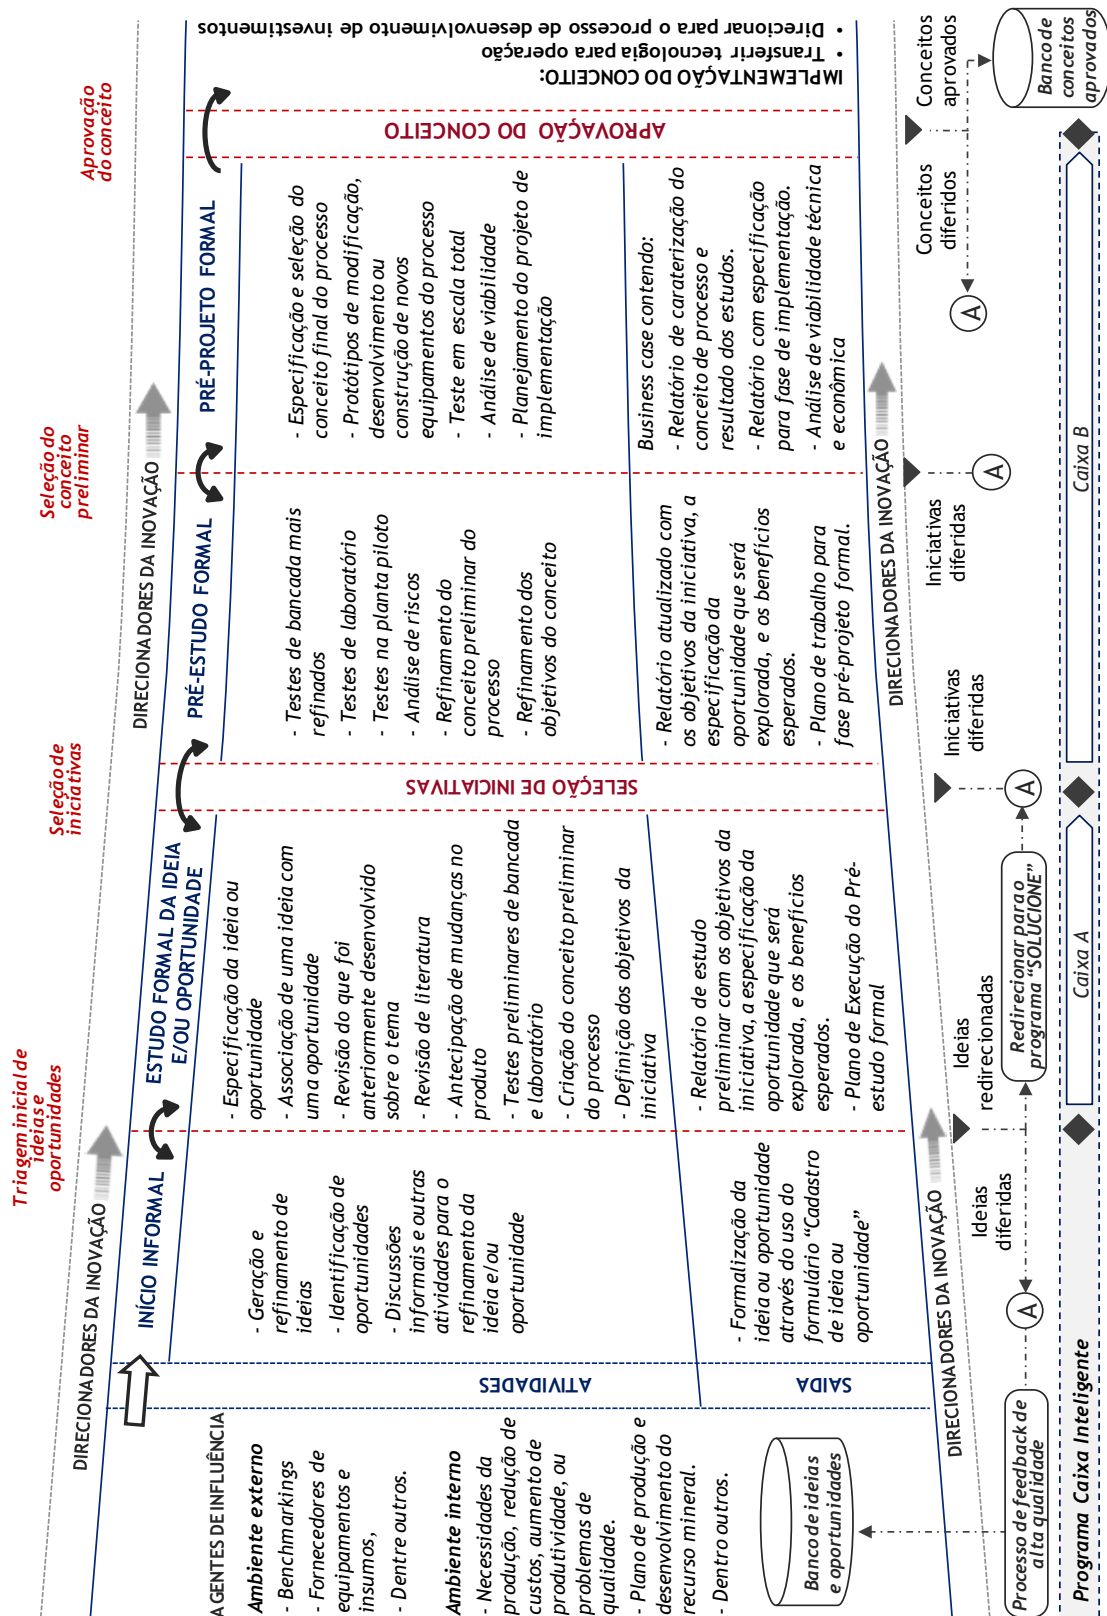 Triagem inicial de
ideias e
oportunidades
Seleção de
iniciativas
Seleção do
conceito
preliminar
Aprovação
do conceito
DIRECIONADORES DA INOVAÇÃO
DIRECIONADORES DA INOVAÇÃO
INÍCIO INFORMAL
ESTUDO FORMAL DA IDEIA
E/OU OPORTUNIDADE
PRÉ-ESTUDO FORMAL
PRÉ-PROJETO FORMAL
AGENTES DE INFLUÊNCIA
Ambiente externo
- Benchmarkings
- Fornecedores de
equipamentos e
insumos,
- Dentre outros.
Ambiente interno
- Necessidades da
produção, redução de
custos, aumento de
produtividade, ou
problemas de
qualidade.
- Plano de produção e
desenvolvimento do
recurso mineral.
- Dentro outros.
Banco de ideias
e oportunidades
ATIVIDADES
SAIDA
- Geração e
refinamento de
ideias
- Identificação de
oportunidades
- Discussões
informais e outras
atividades para o
refinamento da
ideia e/ou
oportunidade
- Formalização da
ideia ou oportunidade
através do uso do
formulário “Cadastro
de ideia ou
oportunidade”
- Especificação da ideia ou
oportunidade
- Associação de uma ideia com
uma oportunidade
- Revisão do que foi
anteriormente desenvolvido
sobre o tema
- Revisão de literatura
- Antecipação de mudanças no
produto
- Testes preliminares de bancada
e laboratório
- Criação do conceito preliminar
do processo
- Definição dos objetivos da
iniciativa
- Relatório de estudo
preliminar com os objetivos da
iniciativa, a especificação da
oportunidade que será
explorada, e os benefícios
esperados.
- Plano de Execução do Pré-
estudo formal
SELEÇÃO DE INICIATIVAS
- Testes de bancada mais
refinados
- Testes de laboratório
- Testes na planta piloto
- Análise de riscos
- Refinamento do
conceito preliminar do
processo
- Refinamento dos
objetivos do conceito
- Relatório atualizado com
os objetivos da iniciativa, a
especificação da
oportunidade que será
explorada, e os benefícios
esperados.
- Plano de trabalho para
fase pré-projeto formal.
- Especificação e seleção do
conceito final do processo
- Protótipos de modificação,
desenvolvimento ou
construção de novos
equipamentos do processo
- Teste em escala total
- Análise de viabilidade
- Planejamento do projeto de
implementação
Business case contendo:
- Relatório de caraterização do
conceito de processo e
resultado dos estudos.
- Relatório com especificação
para fase de implementação.
- Análise de viabilidade técnica
e econômica
APROVAÇÃO DO CONCEITO
IMPLEMENTAÇÃO DO CONCEITO:
• Transferir tecnologia para operação
• Direcionar para o processo de desenvolvimento de investimentos
DIRECIONADORES DA INOVAÇÃO
DIRECIONADORES DA INOVAÇÃO
Processo de feedback de
alta qualidade
A
Ideias
diferidas
Ideias
redirecionadas
Redirecionar para o
programa “SOLUCIONE”
A
Iniciativas
diferidas
Iniciativas
diferidas
A
Conceitos
diferidos
A
Conceitos
aprovados
Banco de
conceitos
aprovados
Programa Caixa Inteligente
Caixa A
Caixa B